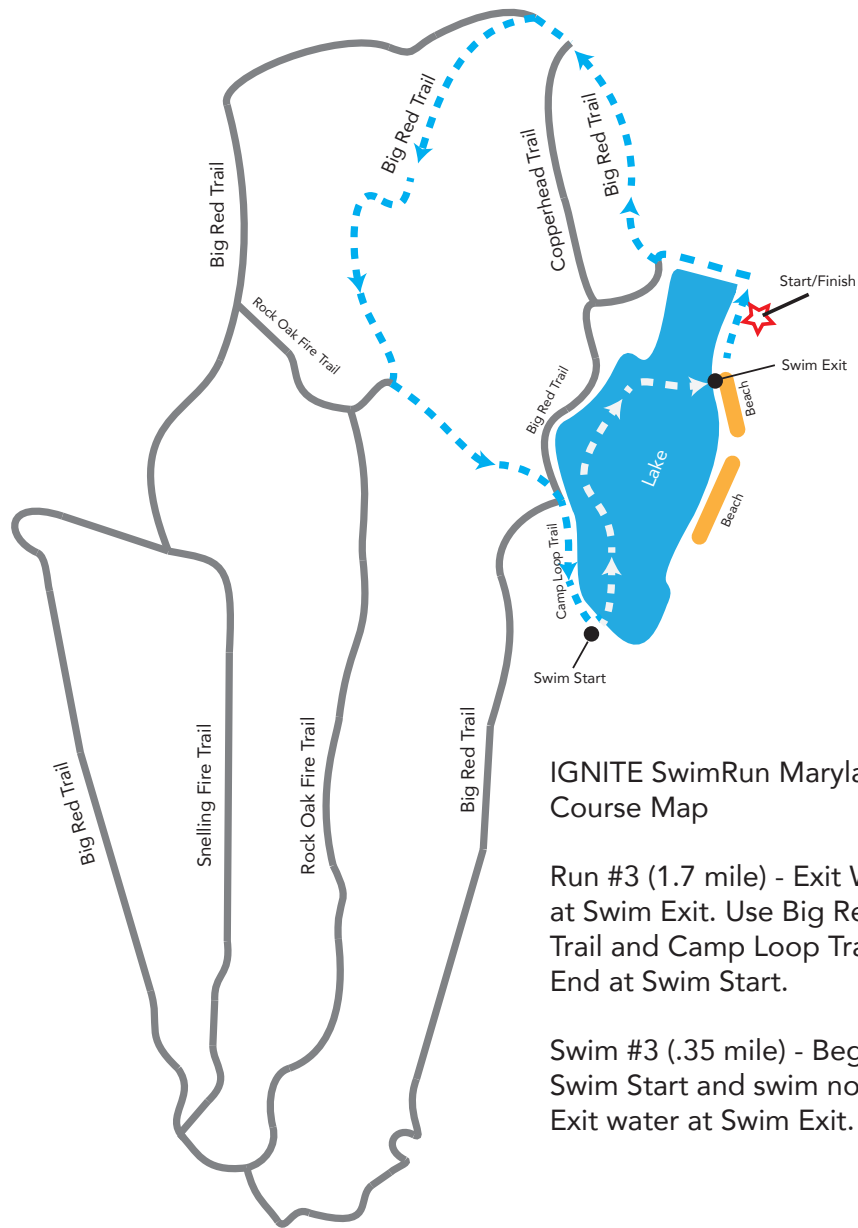 Big Red Trail
Big Red Trail
Big Red Trail
Copperhead Trail
Rock Oak Fire Trail
Start/Finish
Swim Exit
Beach
Big Red Trail
Lake
Beach
Camp Loop Trail
Swim Start
Big Red Trail
Snelling Fire Trail
Rock Oak Fire Trail
Big Red Trail
IGNITE SwimRun Maryla
Course Map
Run #3 (1.7 mile) - Exit W
at Swim Exit. Use Big Re
Trail and Camp Loop Tra
End at Swim Start.
Swim #3 (.35 mile) - Beg
Swim Start and swim no
Exit water at Swim Exit.